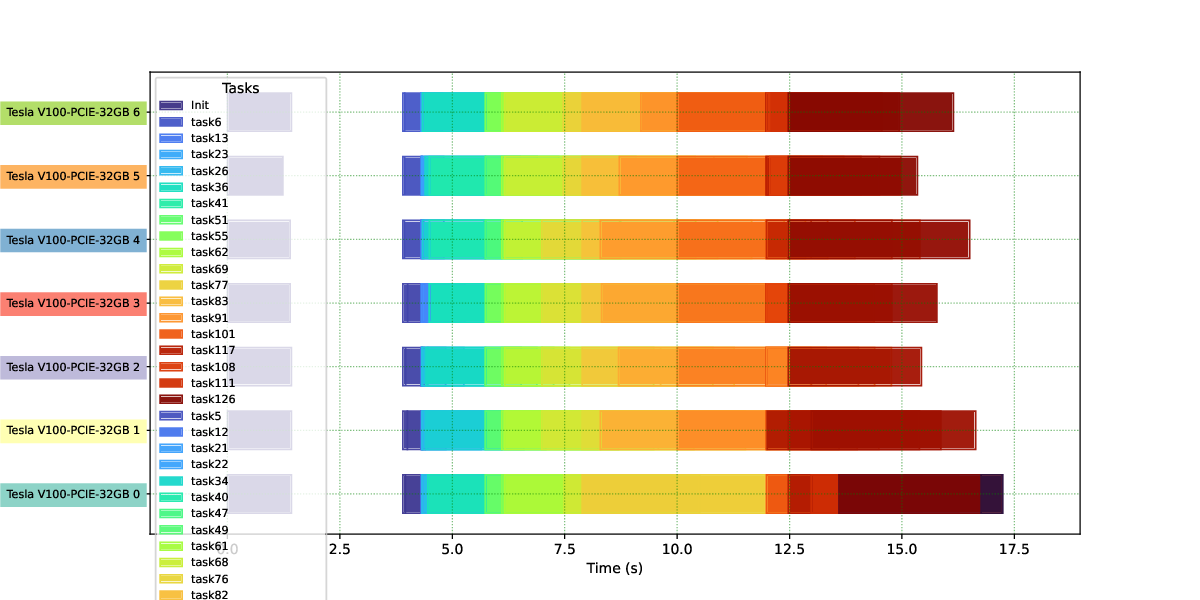 Tesla V100-PCIE-32GB 6
Tesla V100-PCIE-32GB 5
Tesla V100-PCIE-32GB 4
Tesla V100-PCIE-32GB 3
Tesla V100-PCIE-32GB 2
Tesla V100-PCIE-32GB 1
Tesla V100-PCIE-32GB 0
Tasks
Init
task6
task13
task23
task26
task36
task41
task51
task55
task62
task69
task77
task83
task91
task101
task117
task108
task111
task126
task5
task12
task21
task22
task34
task40
task47
task49
task61
task68
task76
task82
0.0 2.5 5.0 7.5 10.0 12.5 15.0 17.5
Time (s)